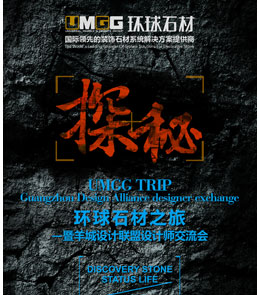 UMGG 环球石材
国际领先的装饰石材系统解决方案提供商
探秘
UMGG TRIP
Guangzhou Design Alliance designer exchange
环球石材之旅
—暨羊城设计联盟设计师交流会
DISCOVERY STONE
STATUS LIFE